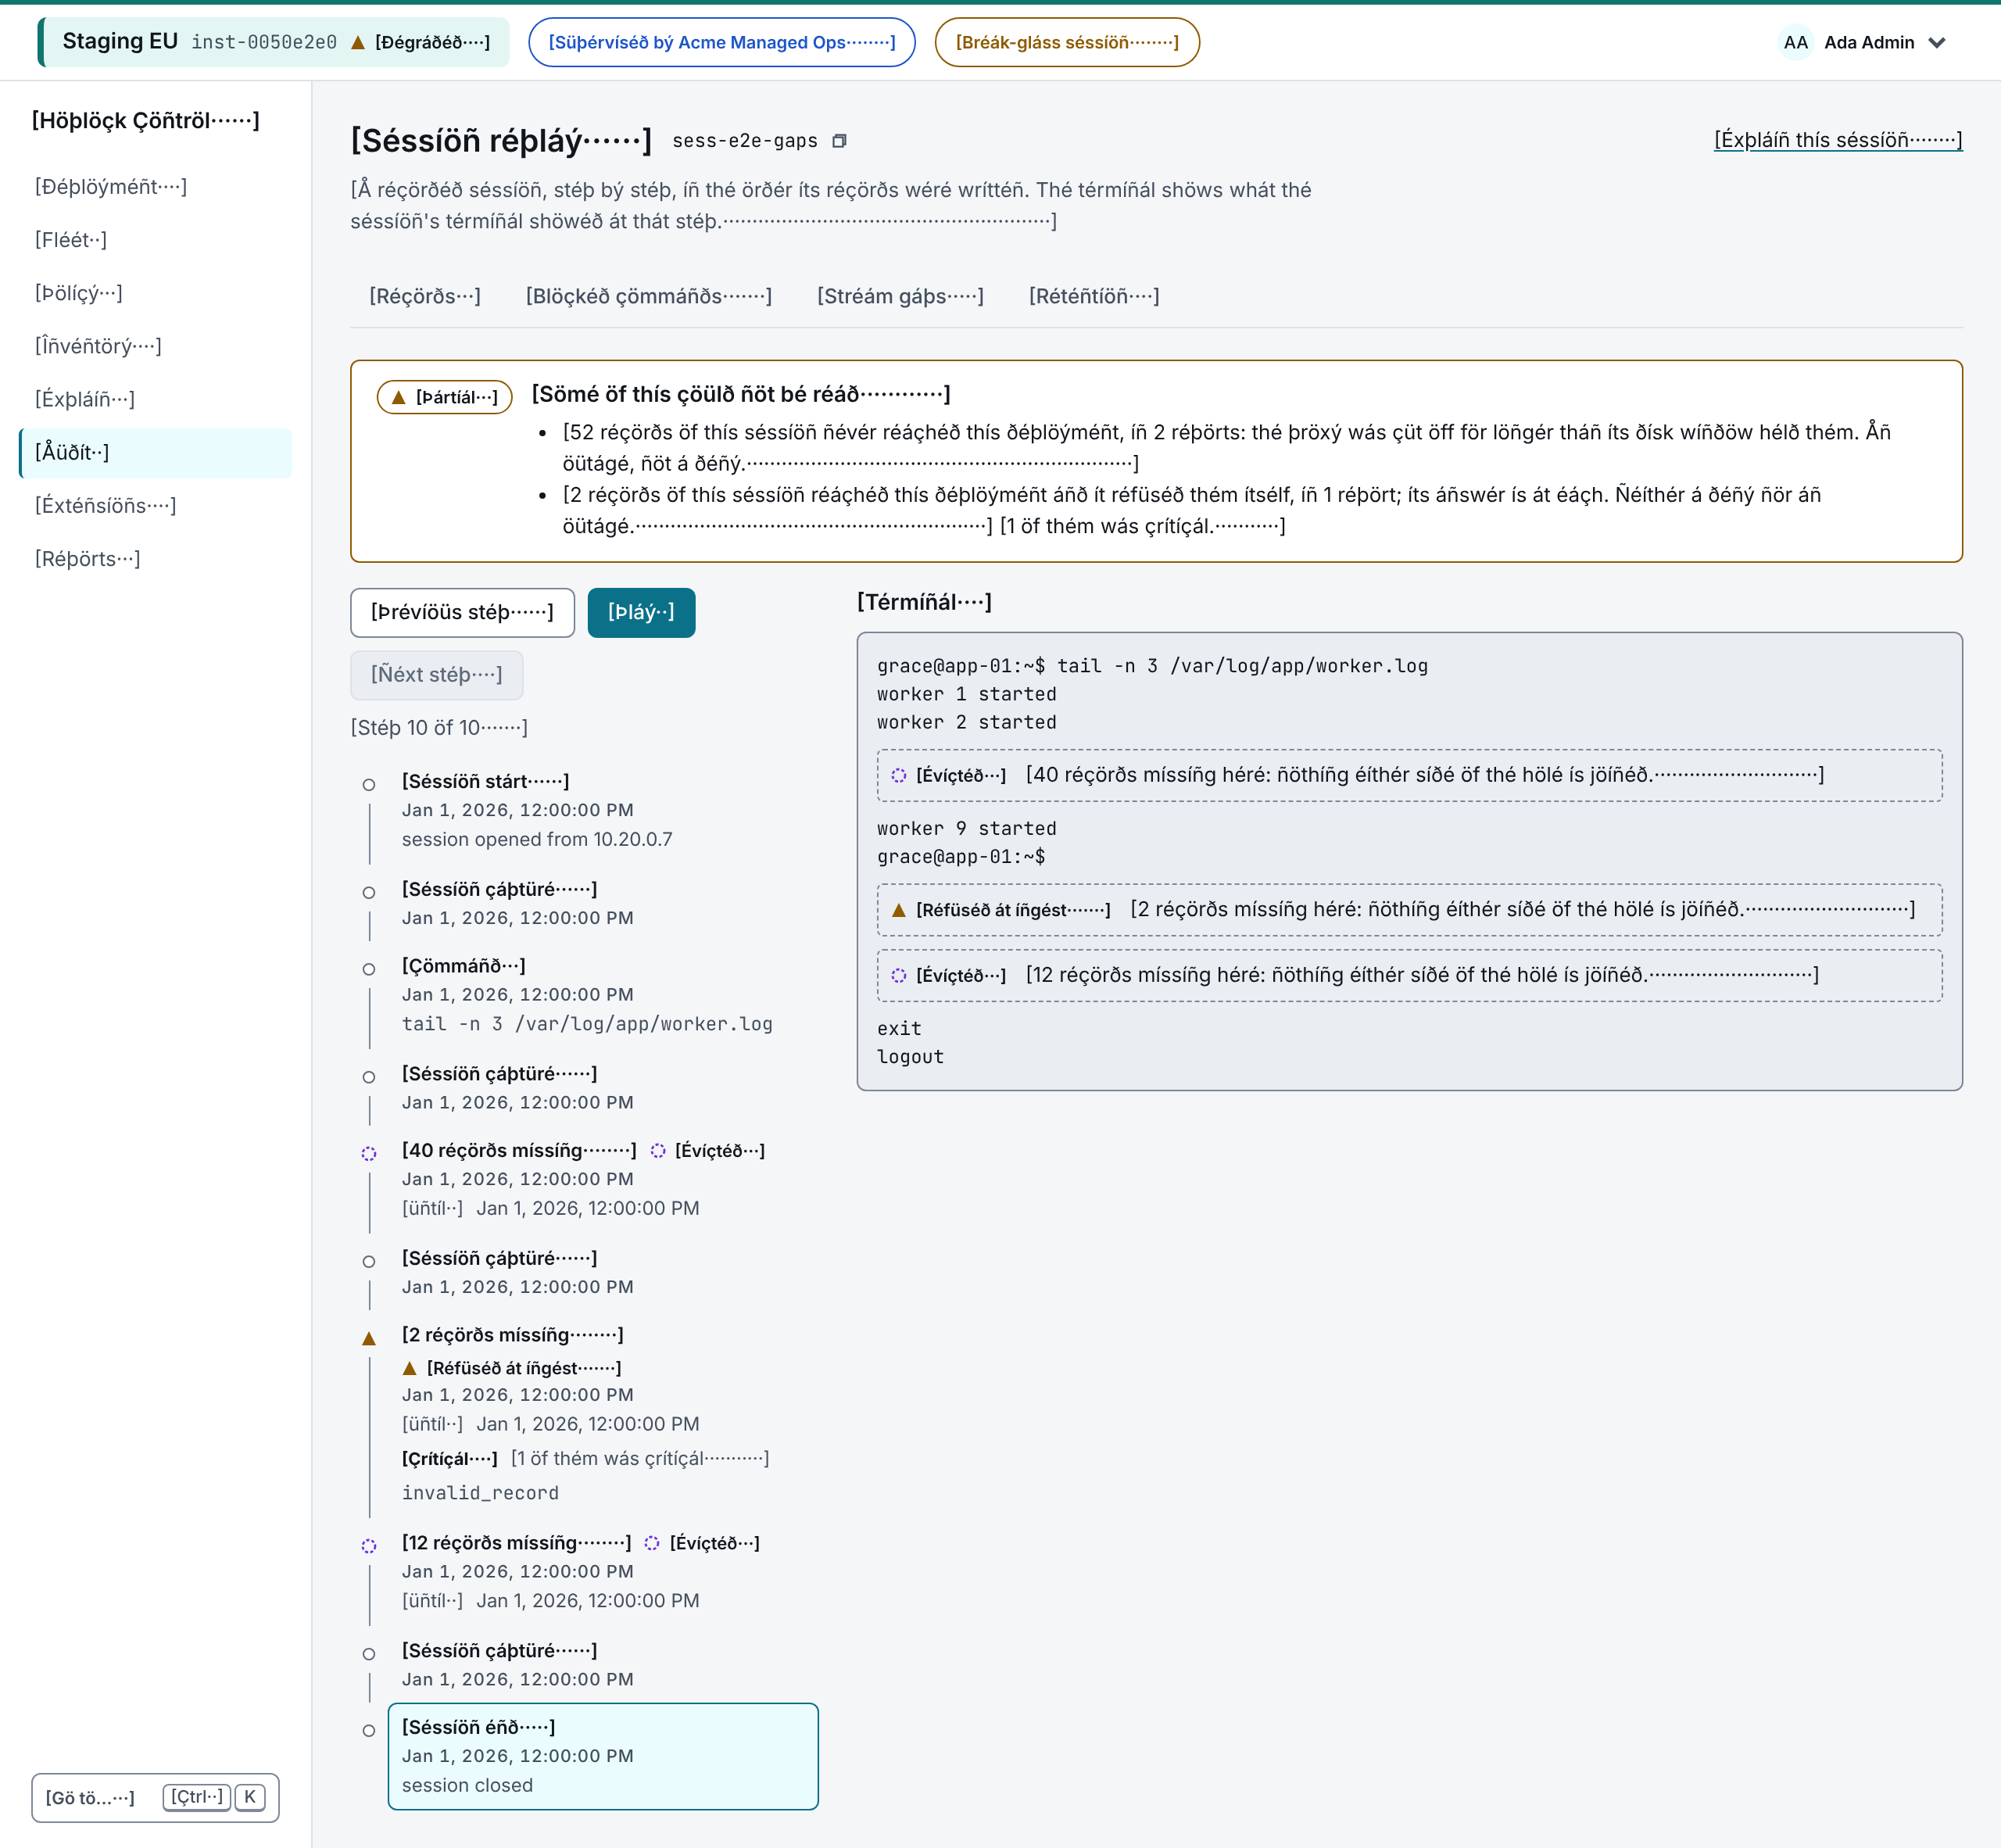 Staging EU inst-0050e2e0 ▲ [Ðégráðéð····]
[Süþérvíséð bý Acme Managed Ops········]
[Bréák-gláss séssíöñ········]
AA Ada Admin
[Höþlöçk Çöñtröl······]
[Ðéþlöýméñt····]
[Fléét··]
[Þölíçý···]
[Îñvéñtörý····]
[Éxþláíñ···]
[Åüðít··]
[Éxtéñsíöñs····]
[Réþörts···]
[Gö tö...···] [Çtrl··] K
[Séssíöñ réþláý······] sess-e2e-gaps
[Éxþláíñ thís séssíöñ········]
[Å réçörðéð séssíöñ, stéþ bý stéþ, íñ thé örðér íts réçörðs wéré wríttéñ. Thé térmíñál shöws whát thé
séssíöñ's térmíñál shöwéð át thát stéþ.························································]
[Réçörðs···]
[Blöçkéð çömmáñðs·······]
[Stréám gáþs·····]
[Rétéñtíöñ····]
▲ [Þártíál···]
[Sömé öf thís çöülð ñöt bé réáð············]
• [52 réçörðs öf thís séssíöñ ñévér réáçhéð thís ðéþlöýméñt, íñ 2 réþörts: thé þröxý wás çüt öff för löñgér tháñ íts ðísk wíñðöw hélð thém. Åñ
öütágé, ñöt á ðéñý.··································································]
• [2 réçörðs öf thís séssíöñ réáçhéð thís ðéþlöýméñt áñð ít réfüséð thém ítsélf, íñ 1 réþört; íts áñswér ís át éáçh. Ñéíthér á ðéñý ñör áñ
öütágé.····························································] [1 öf thém wás çrítíçál.···········]
[Þrévíöüs stéþ······]
[Þláý··]
[Ñéxt stéþ····]
[Stéþ 10 öf 10·······]
[Séssíöñ stárt······]
Jan 1, 2026, 12:00:00 PM
session opened from 10.20.0.7
[Séssíöñ çáþtüré······]
Jan 1, 2026, 12:00:00 PM
[Çömmáñð···]
Jan 1, 2026, 12:00:00 PM
tail -n 3 /var/log/app/worker.log
[Séssíöñ çáþtüré······]
Jan 1, 2026, 12:00:00 PM
[40 réçörðs míssíñg········] [Évíçtéð···]
Jan 1, 2026, 12:00:00 PM
[üñtíl··] Jan 1, 2026, 12:00:00 PM
[Séssíöñ çáþtüré······]
Jan 1, 2026, 12:00:00 PM
[2 réçörðs míssíñg········]
▲ [Réfüséð át íñgést·······]
Jan 1, 2026, 12:00:00 PM
[üñtíl··] Jan 1, 2026, 12:00:00 PM
[Çrítíçál····] [1 öf thém wás çrítíçál···········]
invalid_record
[12 réçörðs míssíñg········] [Évíçtéð···]
Jan 1, 2026, 12:00:00 PM
[üñtíl··] Jan 1, 2026, 12:00:00 PM
[Séssíöñ çáþtüré······]
Jan 1, 2026, 12:00:00 PM
[Séssíöñ éñð·····]
Jan 1, 2026, 12:00:00 PM
session closed
[Térmíñál····]
grace@app-01:~$ tail -n 3 /var/log/app/worker.log
worker 1 started
worker 2 started
[Évíçtéð···] [40 réçörðs míssíñg héré: ñöthíñg éíthér síðé öf thé hölé ís jöíñéð.····························]
worker 9 started
grace@app-01:~$
▲ [Réfüséð át íñgést·······] [2 réçörðs míssíñg héré: ñöthíñg éíthér síðé öf thé hölé ís jöíñéð.····························]
[Évíçtéð···] [12 réçörðs míssíñg héré: ñöthíñg éíthér síðé öf thé hölé ís jöíñéð.····························]
exit
logout